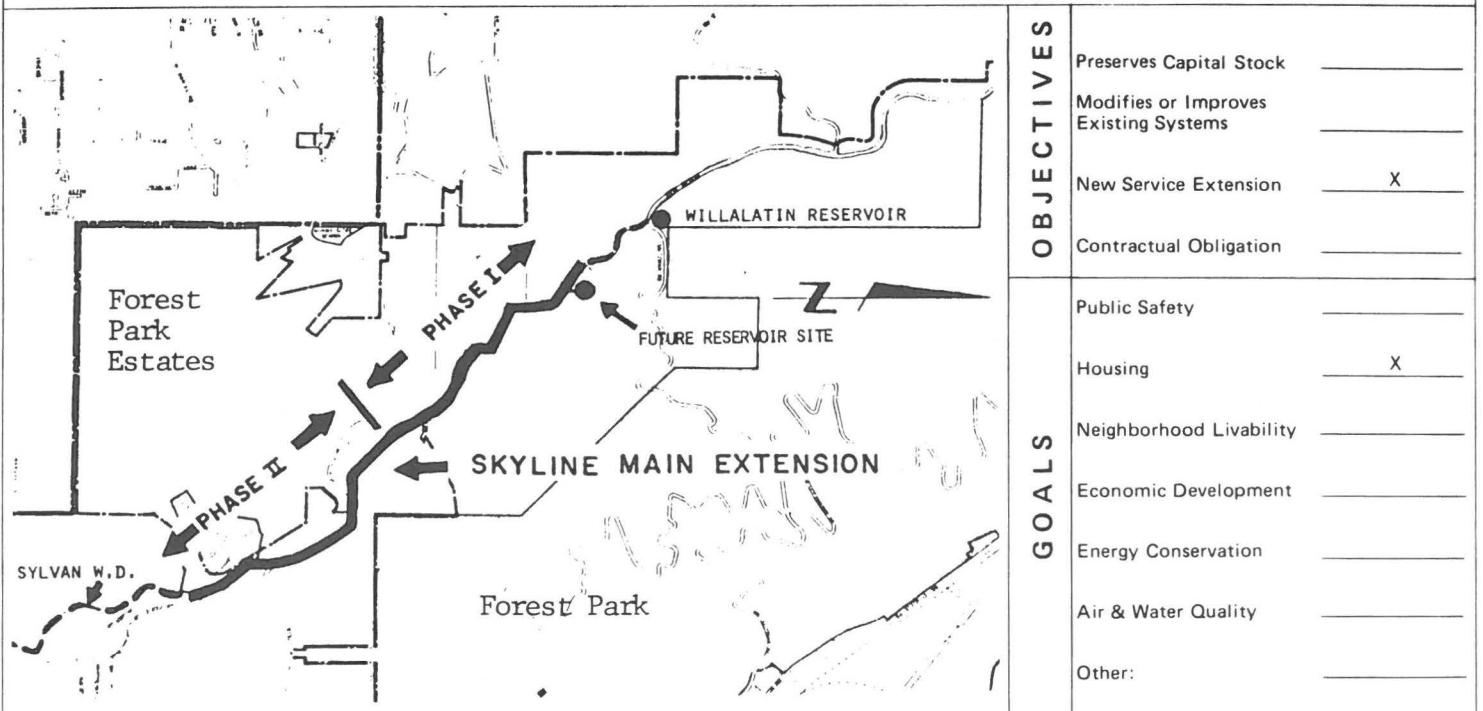 WILLALATIN RESERVOIR
PHASE I
Forest
Park
Estates
FUTURE RESERVOIR SITE
N
SKYLINE MAIN EXTENSION
PHASE II
SYLVAN W.D.
Forest Park
OBJECTIVES
Preserves Capital Stock
Modifies or Improves
Existing Systems
New Service Extension X
Contractual Obligation
GOALS
Public Safety
Housing X
Neighborhood Livability
Economic Development
Energy Conservation
Air & Water Quality
Other: